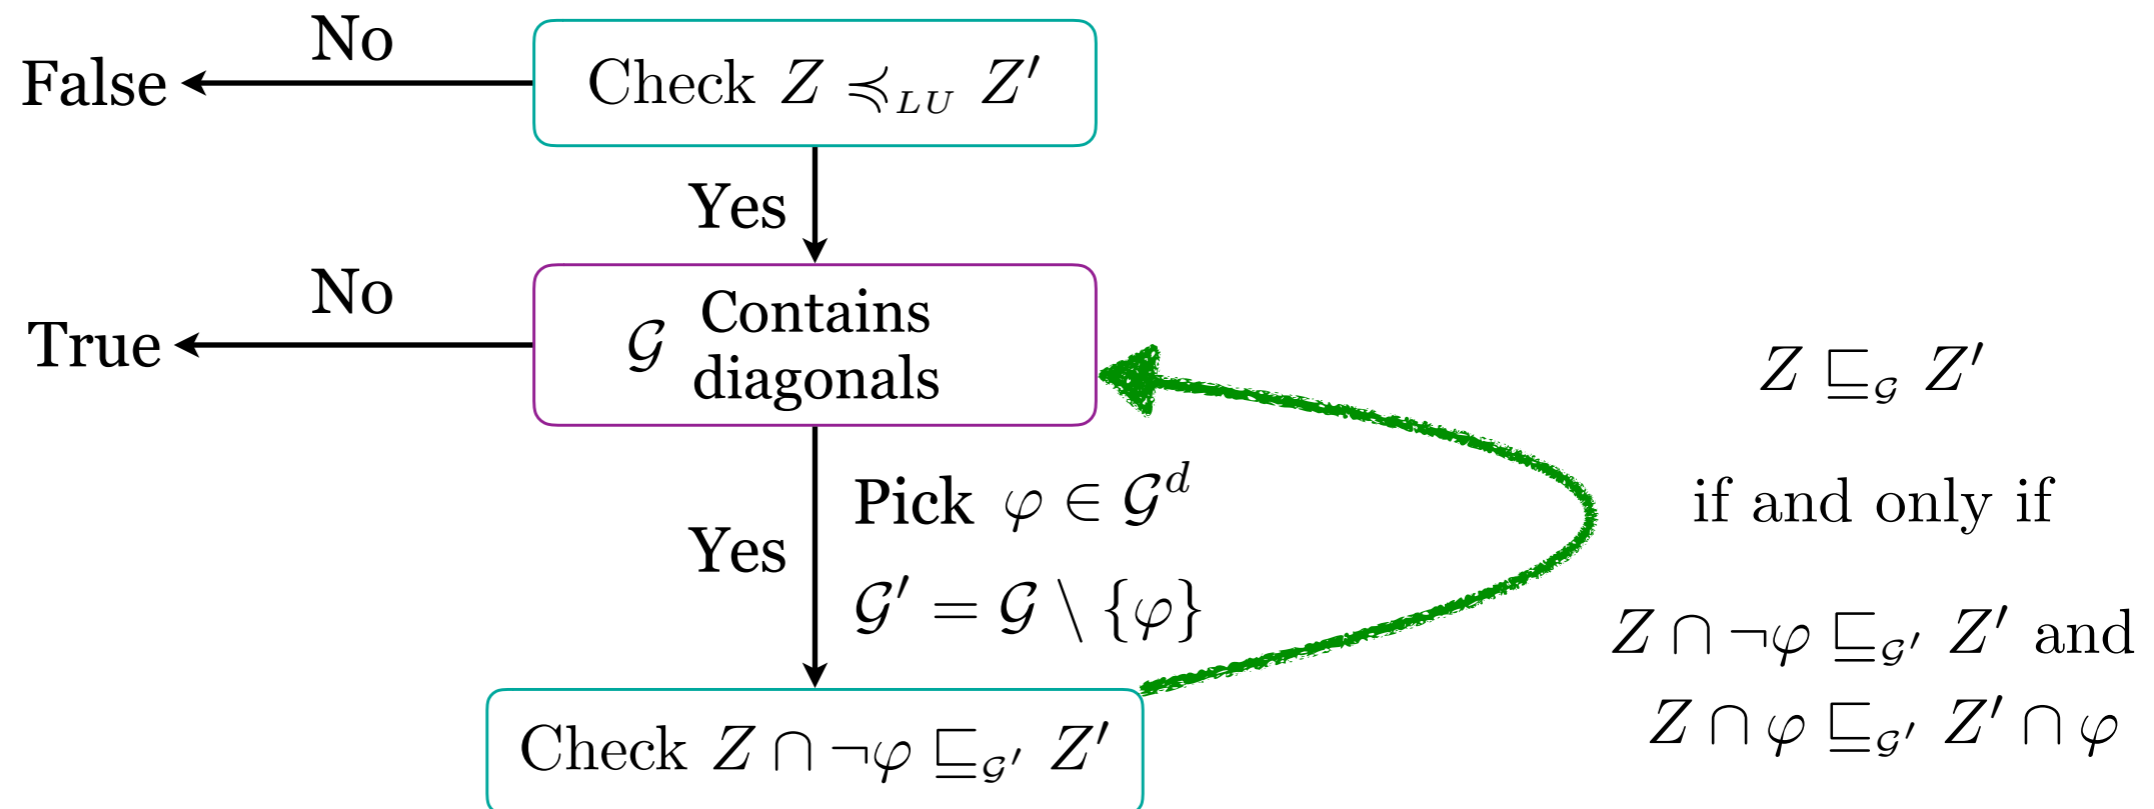 No
False
Check Z ≼_{LU} Z′
Yes
No
True
𝒢 Contains
diagonals
Z ⊑_𝒢 Z′
Pick φ ∈ 𝒢^d
if and only if
Yes
𝒢′ = 𝒢 \ {φ}
Z ∩ ¬φ ⊑_{𝒢′} Z′ and
Z ∩ φ ⊑_{𝒢′} Z′ ∩ φ
Check Z ∩ ¬φ ⊑_{𝒢′} Z′